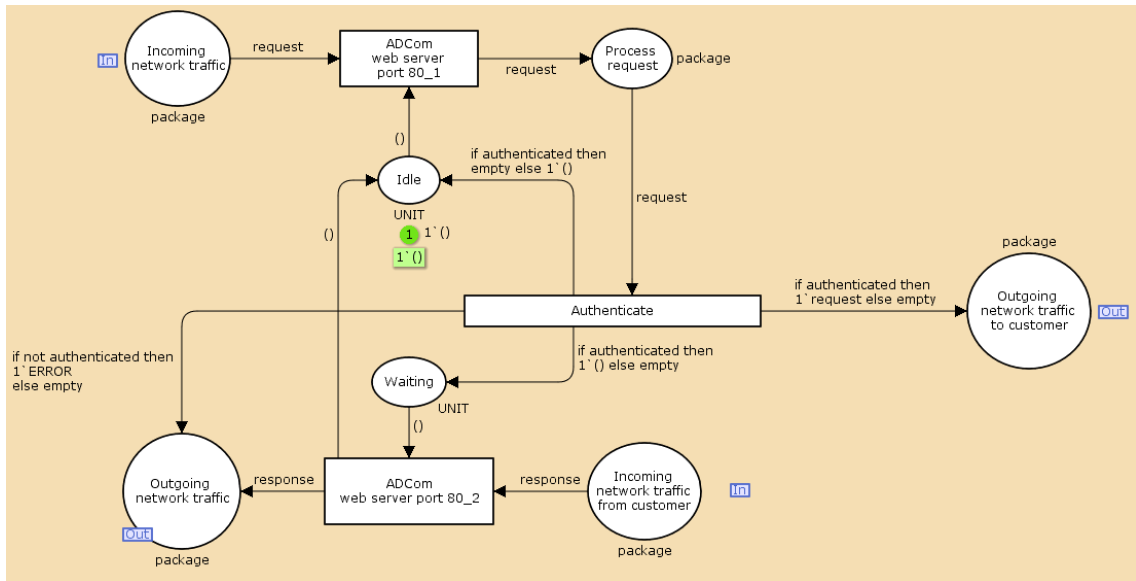 Incoming
network traffic
In
package
request
ADCom
web server
port 80_1
request
Process
request
package
()
if authenticated then
empty else 1`()
Idle
UNIT
1
1`()
1`()
()
request
package
Authenticate
if authenticated then
1`request else empty
Outgoing
network traffic
to customer
Out
if not authenticated then
1`ERROR
else empty
if authenticated then
1`() else empty
Waiting
UNIT
()
Outgoing
network traffic
Out
package
response
ADCom
web server port 80_2
response
Incoming
network traffic
from customer
In
package